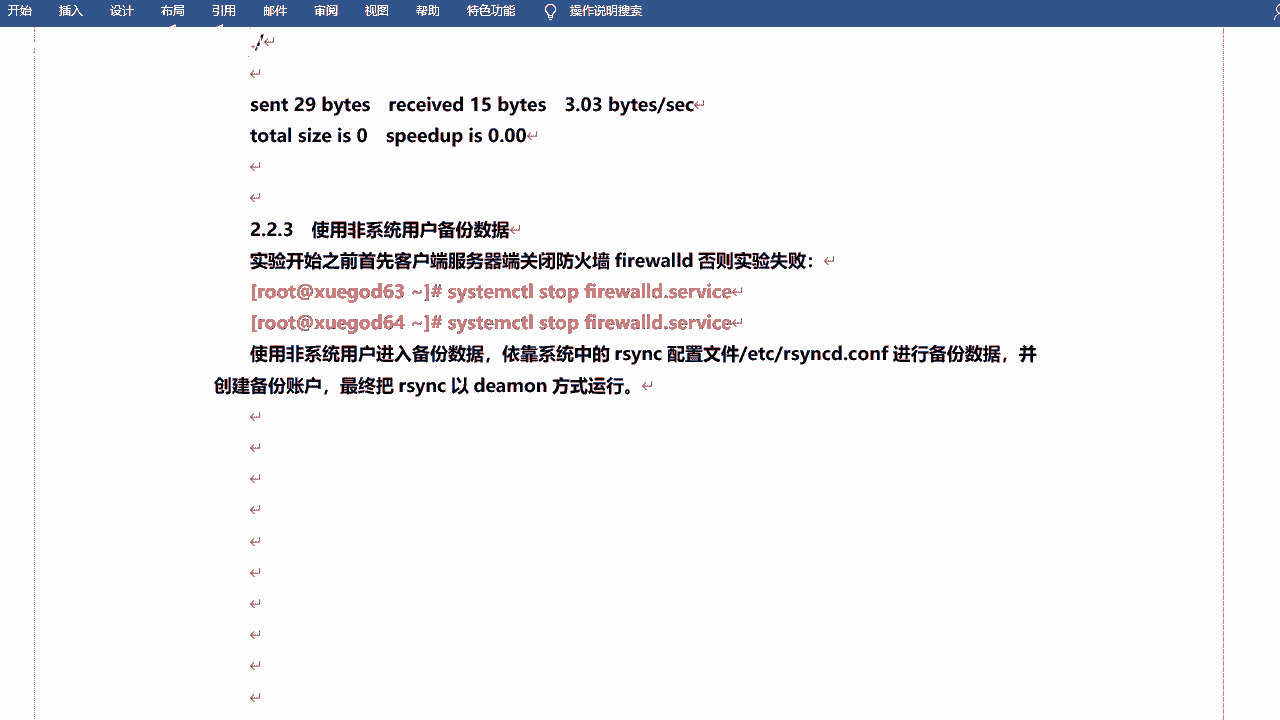 开始 插入 设计 布局 引用 邮件 审阅 视图 帮助 特色功能 操作说明搜索
./
sent 29 bytes received 15 bytes 3.03 bytes/sec
total size is 0 speedup is 0.00
2.2.3 使用非系统用户备份数据
实验开始之前首先客户端服务器端关闭防火墙 firewalld 否则实验失败：
[root@xuegod63 ~]# systemctl stop firewalld.service
[root@xuegod64 ~]# systemctl stop firewalld.service
使用非系统用户进入备份数据，依靠系统中的 rsync 配置文件/etc/rsyncd.conf 进行备份数据，并
创建备份账户，最终把 rsync 以 deamon 方式运行。